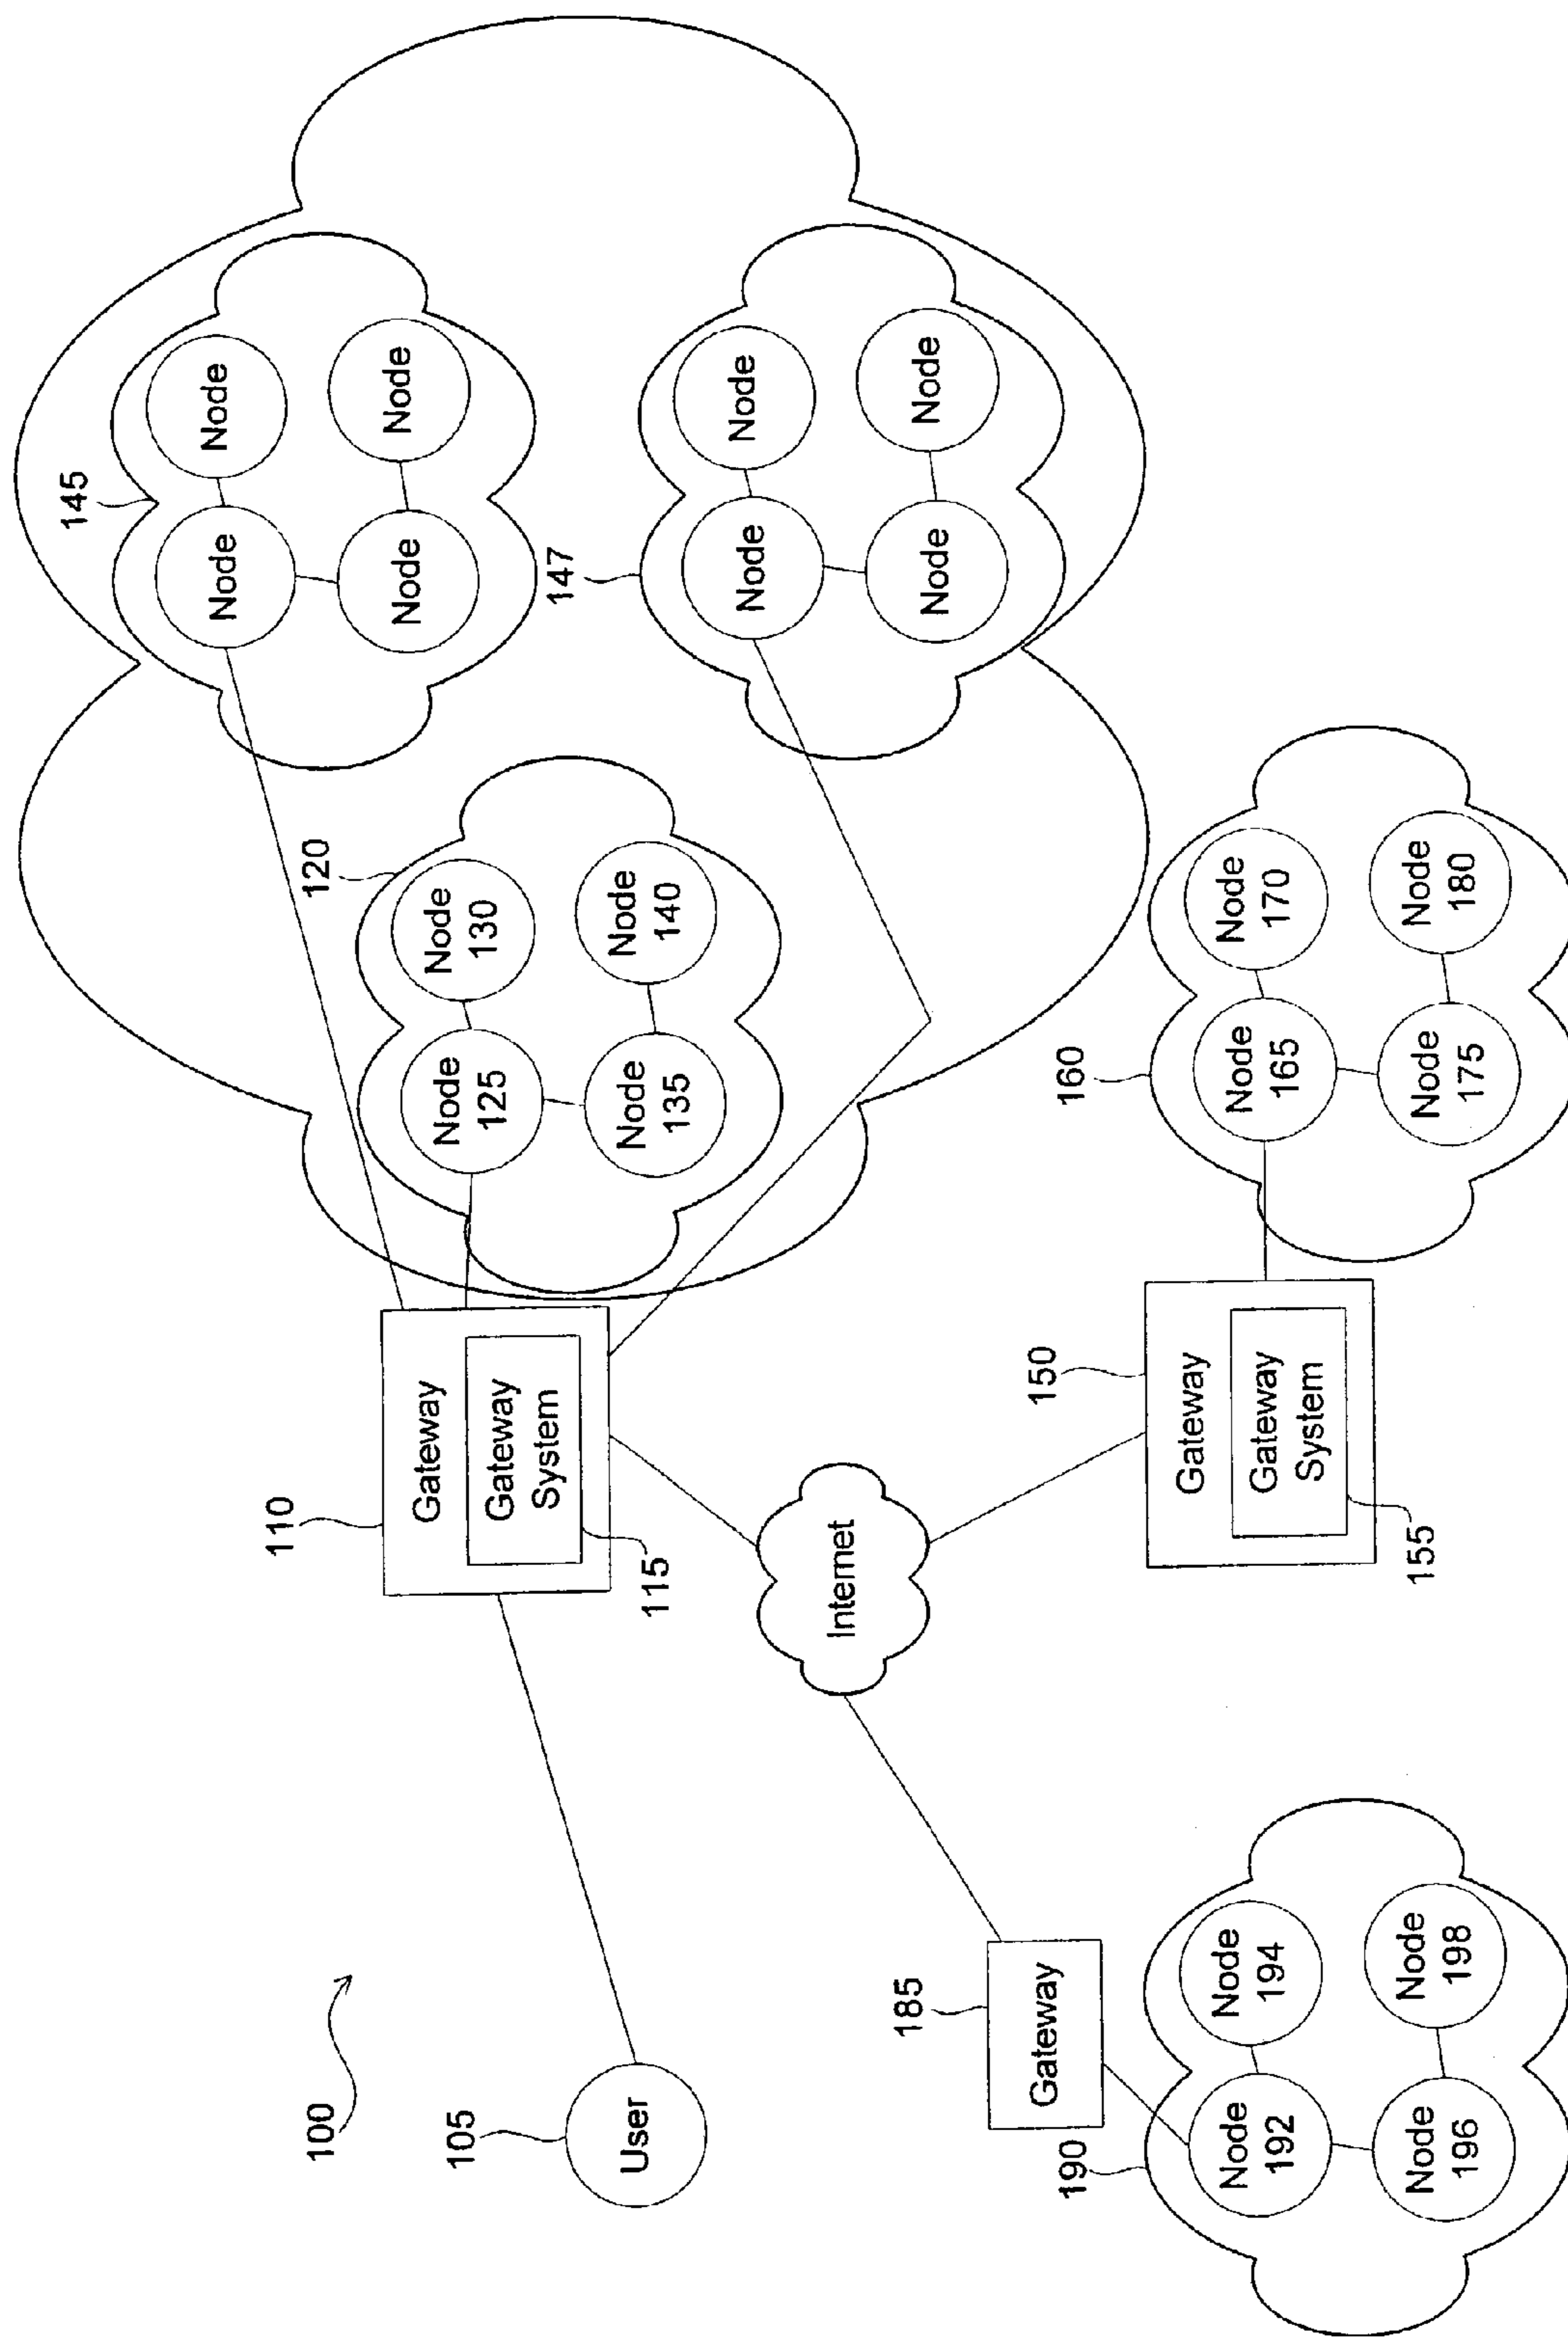 100
105
User
110
Gateway
Gateway
System
115
120
Node
125
Node
130
Node
135
Node
140
145
Node
Node
Node
Node
147
Node
Node
Node
Node
Internet
150
Gateway
Gateway
System
155
160
Node
165
Node
170
Node
175
Node
180
185
Gateway
190
Node
192
Node
194
Node
196
Node
198